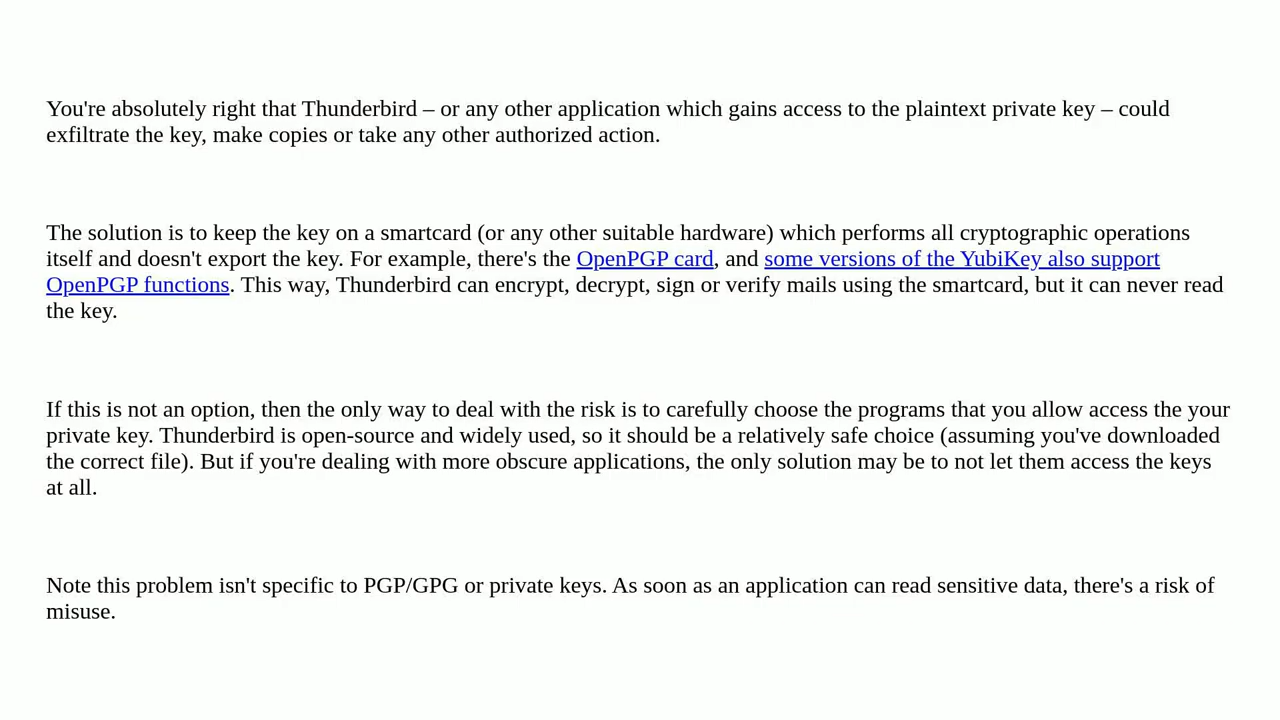 You're absolutely right that Thunderbird – or any other application which gains access to the plaintext private key – could
exfiltrate the key, make copies or take any other authorized action.
The solution is to keep the key on a smartcard (or any other suitable hardware) which performs all cryptographic operations
itself and doesn't export the key. For example, there's the OpenPGP card, and some versions of the YubiKey also support
OpenPGP functions. This way, Thunderbird can encrypt, decrypt, sign or verify mails using the smartcard, but it can never read
the key.
If this is not an option, then the only way to deal with the risk is to carefully choose the programs that you allow access the your
private key. Thunderbird is open-source and widely used, so it should be a relatively safe choice (assuming you've downloaded
the correct file). But if you're dealing with more obscure applications, the only solution may be to not let them access the keys
at all.
Note this problem isn't specific to PGP/GPG or private keys. As soon as an application can read sensitive data, there's a risk of
misuse.